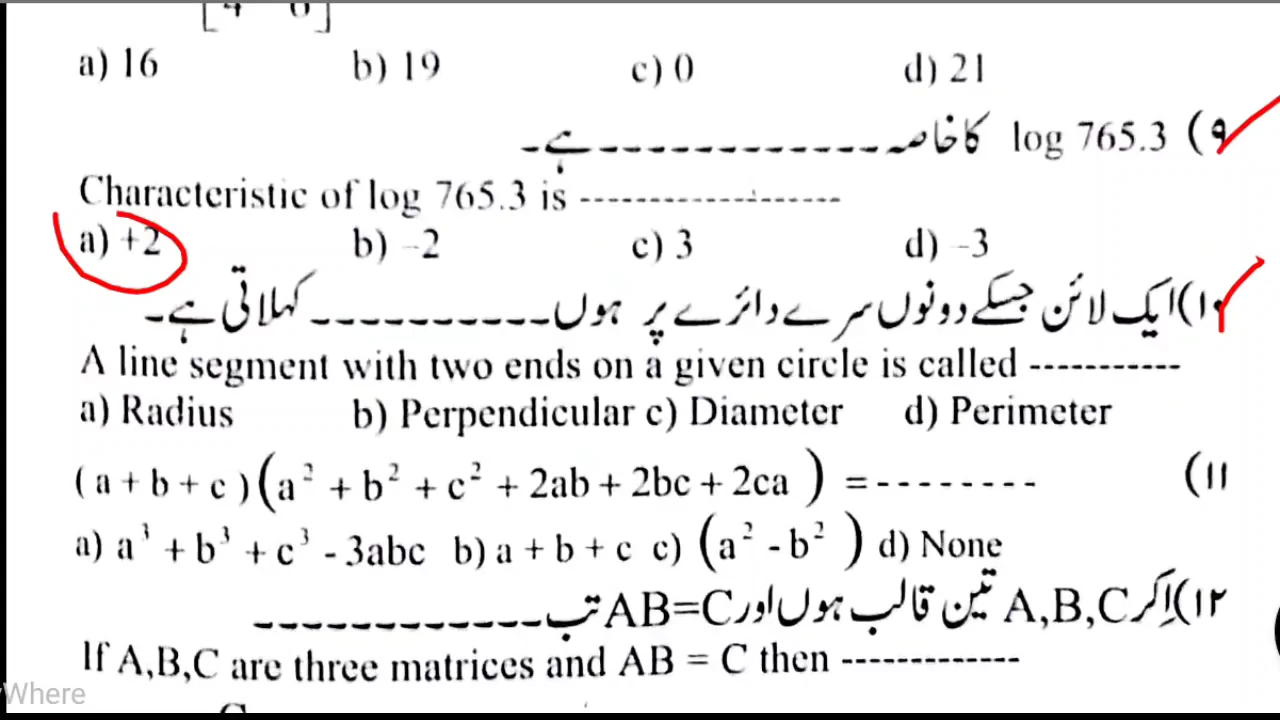 a) 16 b) 19 c) 0 d) 21
۹) log 765.3 کا خاصہ ------------- ہے۔
Characteristic of log 765.3 is -------------------
a) +2 b) -2 c) 3 d) -3
۱۰) ایک لائن جسکے دونوں سرے دائرے پر ہوں ----------- کہلاتی ہے۔
A line segment with two ends on a given circle is called -----------
a) Radius b) Perpendicular c) Diameter d) Perimeter
۱۱) ( a + b + c ) ( a² + b² + c² + 2ab + 2bc + 2ca ) = --------
a) a³ + b³ + c³ - 3abc b) a + b + c c) ( a² - b² ) d) None
۱۲) اگر A,B,C تین قالب ہوں اور AB=C تب -------------
If A,B,C are three matrices and AB = C then -------------
Where